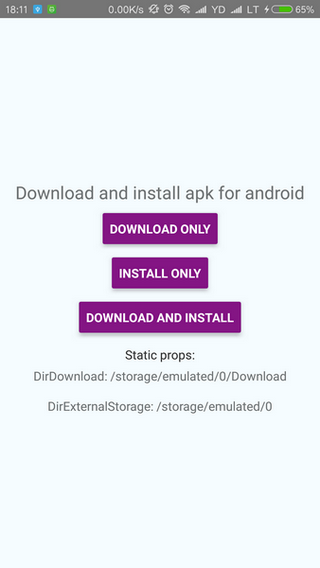 18:11 0.00K/s YD LT 65%
Download and install apk for android
DOWNLOAD ONLY
INSTALL ONLY
DOWNLOAD AND INSTALL
Static props:
DirDownload: /storage/emulated/0/Download
DirExternalStorage: /storage/emulated/0